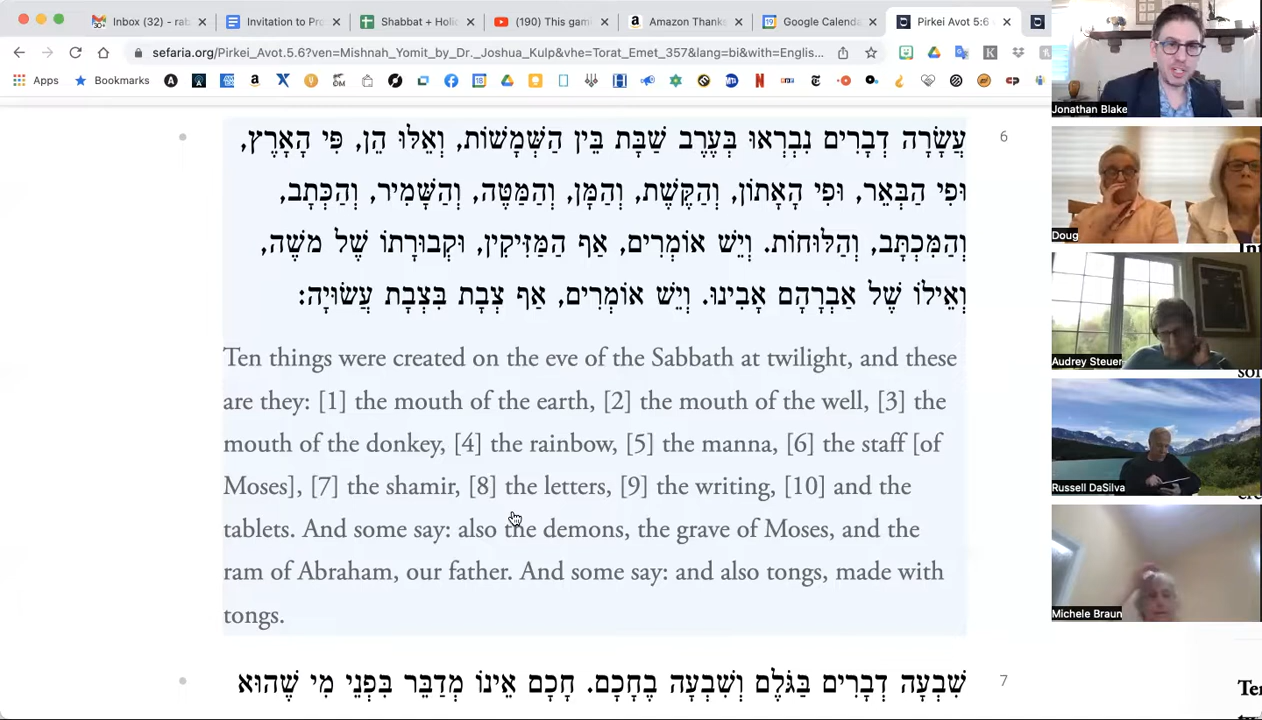 Inbox (32) - rab
Invitation to Pro
Shabbat + Holid
(190) This gam
Amazon Thanks
Google Calenda
Pirkei Avot 5:6
sefaria.org/Pirkei_Avot.5.6?ven=Mishnah_Yomit_by_Dr._Joshua_Kulp&vhe=Torat_Emet_357&lang=bi&with=Englis...
Apps
Bookmarks
6
עֲשָׂרָה דְבָרִים נִבְרְאוּ בְּעֶרֶב שַׁבָּת בֵּין הַשְּׁמָשׁוֹת, וְאֵלּוּ הֵן, פִּי הָאָרֶץ,
וּפִי הַבְּאֵר, וּפִי הָאָתוֹן, וְהַקֶּשֶׁת, וְהַמָּן, וְהַמַּטֶּה, וְהַשָּׁמִיר, וְהַכְּתָב,
וְהַמִּכְתָּב, וְהַלּוּחוֹת. וְיֵשׁ אוֹמְרִים, אַף הַמַּזִּיקִין, וּקְבוּרָתוֹ שֶׁל משֶׁה,
וְאֵילוֹ שֶׁל אַבְרָהָם אָבִינוּ. וְיֵשׁ אוֹמְרִים, אַף צְבָת בִּצְבָת עֲשׂוּיָה:
Ten things were created on the eve of the Sabbath at twilight, and these
are they: [1] the mouth of the earth, [2] the mouth of the well, [3] the
mouth of the donkey, [4] the rainbow, [5] the manna, [6] the staff [of
Moses], [7] the shamir, [8] the letters, [9] the writing, [10] and the
tablets. And some say: also the demons, the grave of Moses, and the
ram of Abraham, our father. And some say: and also tongs, made with
tongs.
7
שִׁבְעָה דְבָרִים בַּגֹּלֶם וְשִׁבְעָה בֶחָכָם. חָכָם אֵינוֹ מְדַבֵּר בִּפְנֵי מִי שֶׁהוּא
Jonathan Blake
Doug
Audrey Steuer
Russell DaSilva
Michele Braun
Ten